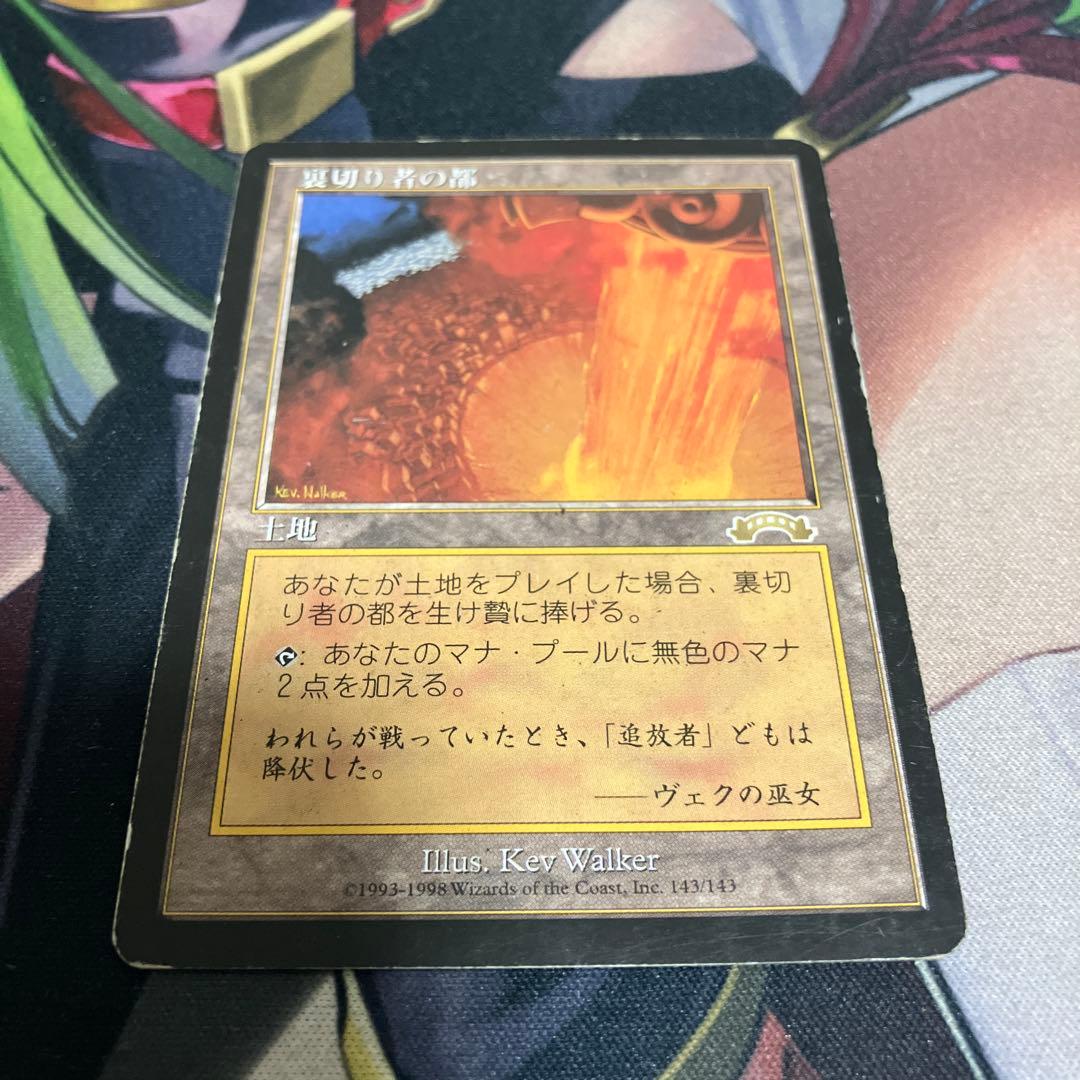 裏切り者の都
Kev. Walker
土地
あなたが土地をプレイした場合、裏切
り者の都を生け贄に捧げる。
: あなたのマナ・プールに無色のマナ
2点を加える。
われらが戦っていたとき、「追放者」どもは
降伏した。
――ヴェクの巫女
Illus. Kev Walker
©1993-1998 Wizards of the Coast, Inc. 143/143